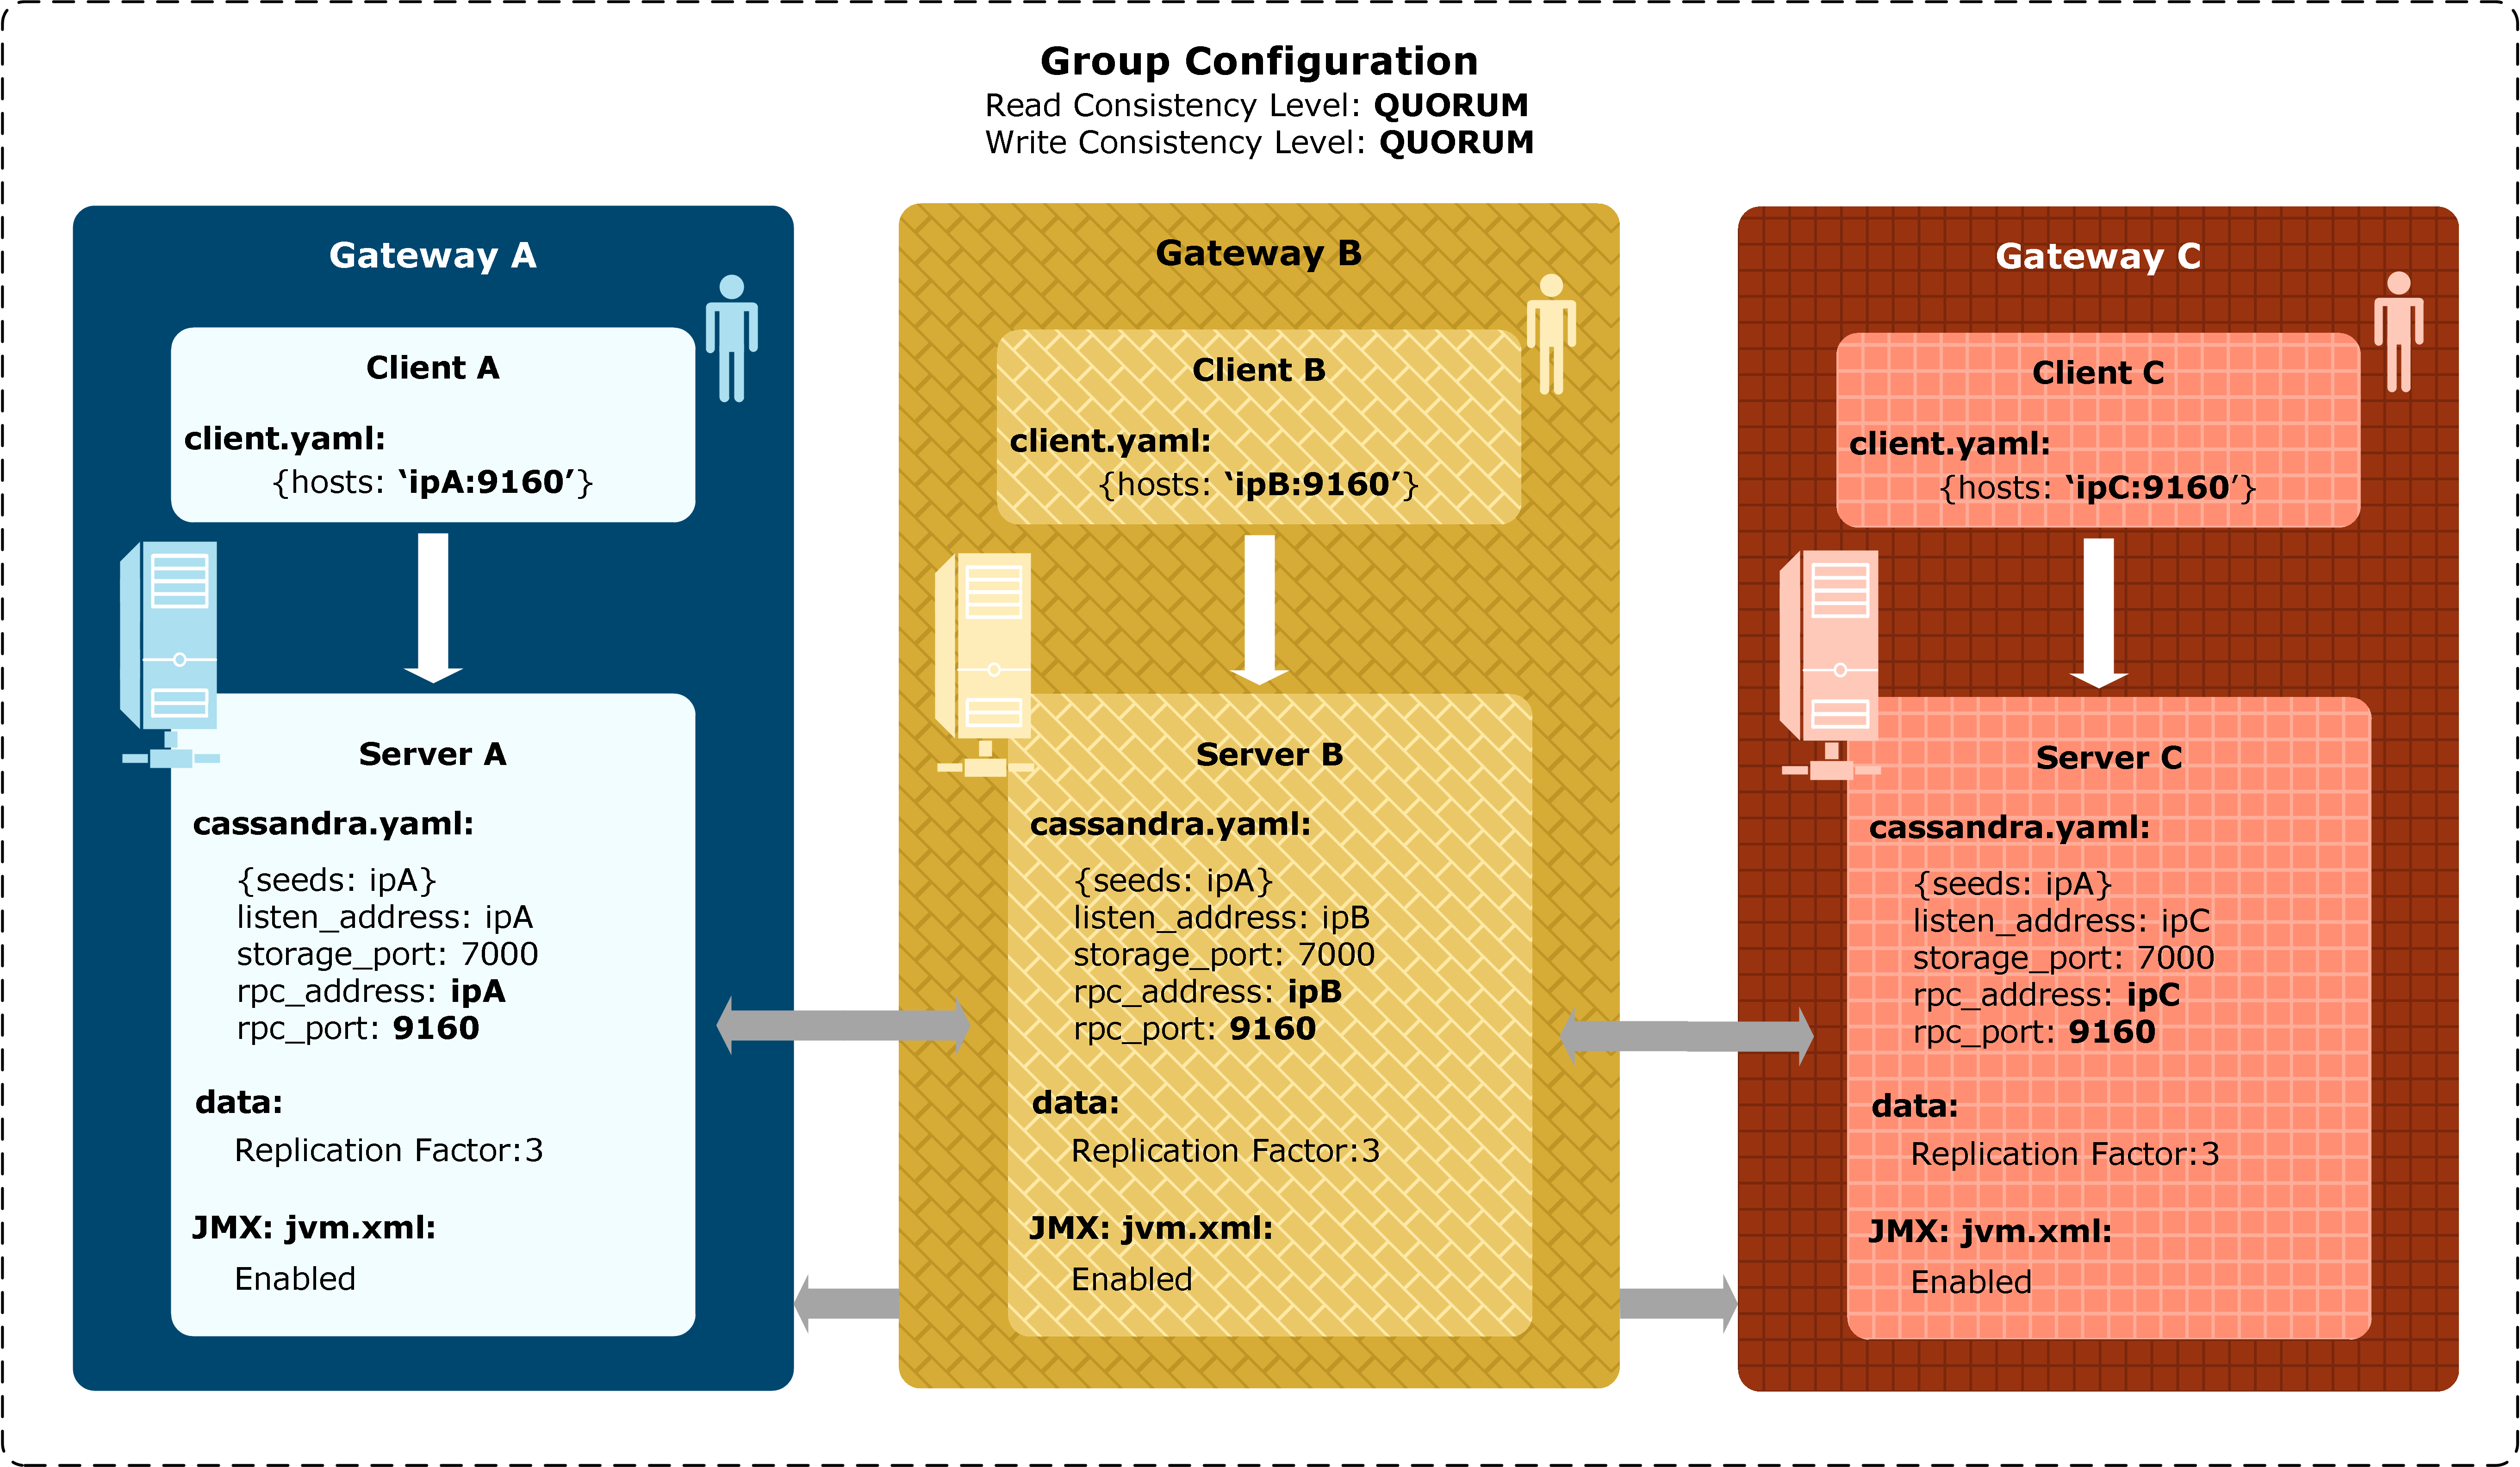 Group Configuration
Read Consistency Level: QUORUM
Write Consistency Level: QUORUM
Gateway A
Client A
client.yaml:
{hosts: ‘ipA:9160’}
Server A
cassandra.yaml:
{seeds: ipA}
listen_address: ipA
storage_port: 7000
rpc_address: ipA
rpc_port: 9160
data:
Replication Factor:3
JMX: jvm.xml:
Enabled
Gateway B
Client B
client.yaml:
{hosts: ‘ipB:9160’}
Server B
cassandra.yaml:
{seeds: ipA}
listen_address: ipB
storage_port: 7000
rpc_address: ipB
rpc_port: 9160
data:
Replication Factor:3
JMX: jvm.xml:
Enabled
Gateway C
Client C
client.yaml:
{hosts: ‘ipC:9160’}
Server C
cassandra.yaml:
{seeds: ipA}
listen_address: ipC
storage_port: 7000
rpc_address: ipC
rpc_port: 9160
data:
Replication Factor:3
JMX: jvm.xml:
Enabled